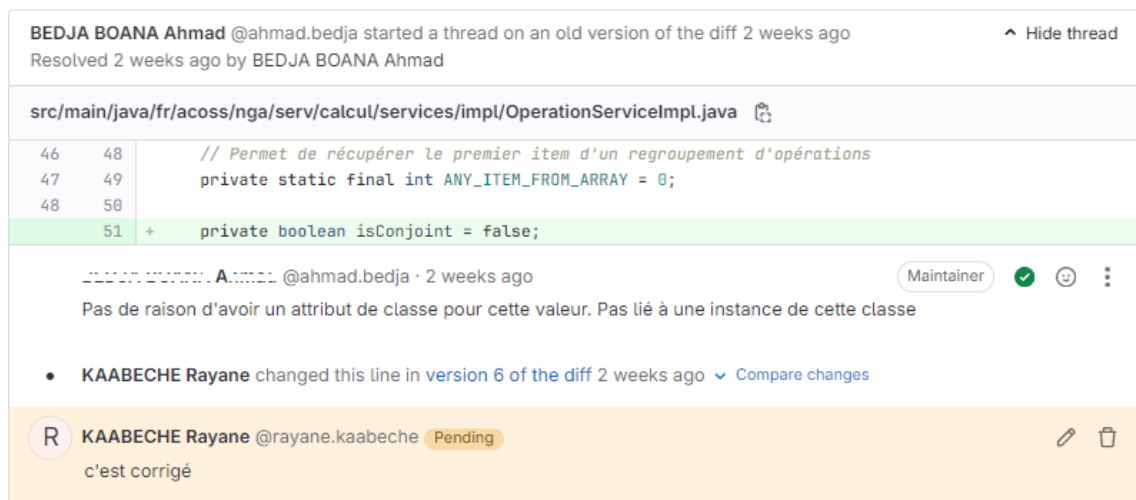 BEDJA BOANA Ahmad @ahmad.bedja started a thread on an old version of the diff 2 weeks ago Hide thread
Resolved 2 weeks ago by BEDJA BOANA Ahmad
src/main/java/fr/acoss/nga/serv/calcul/services/impl/OperationServiceImpl.java
46 48 // Permet de récupérer le premier item d'un regroupement d'opérations
47 49 private static final int ANY_ITEM_FROM_ARRAY = 0;
48 50
51 + private boolean isConjoint = false;
@ahmad.bedja · 2 weeks ago Maintainer
Pas de raison d'avoir un attribut de classe pour cette valeur. Pas lié à une instance de cette classe
KAABECHE Rayane changed this line in version 6 of the diff 2 weeks ago Compare changes
R KAABECHE Rayane @rayane.kaabeche Pending
c'est corrigé